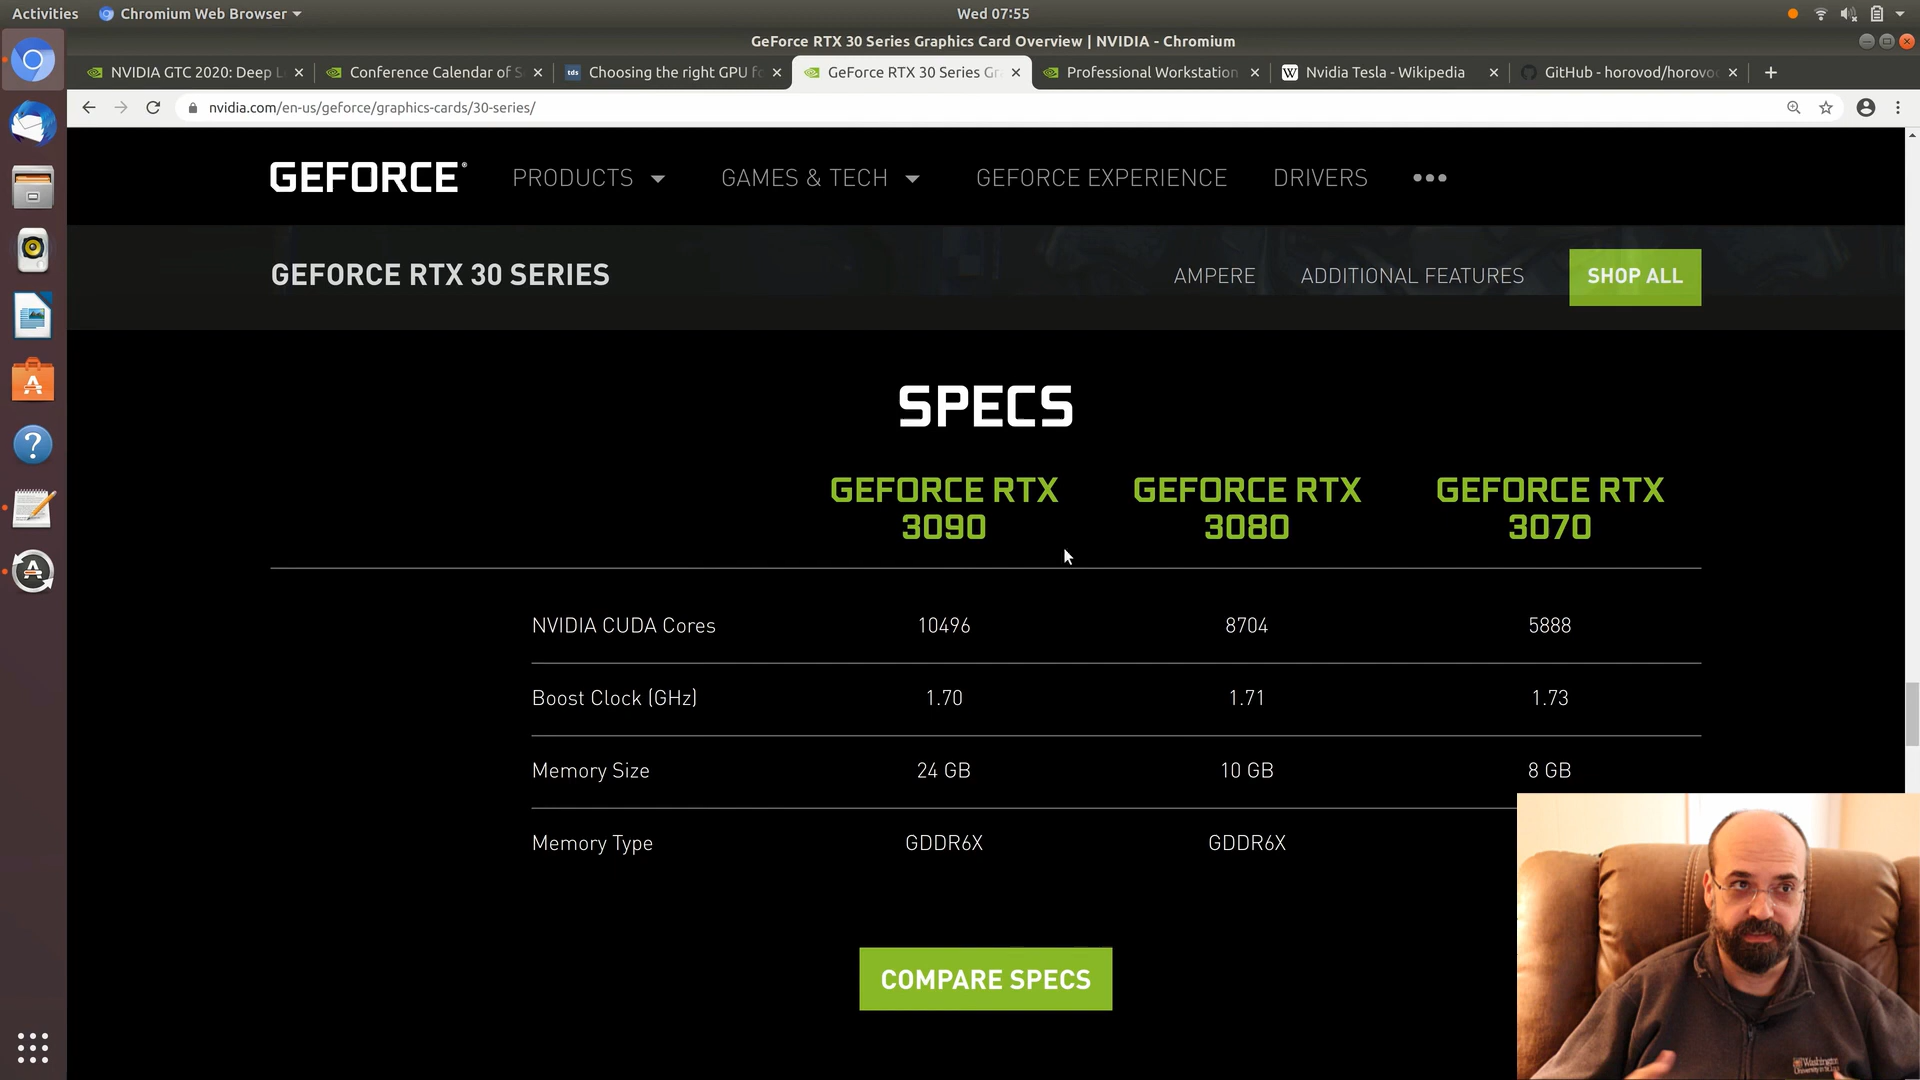 Activities
Chromium Web Browser
Wed 07:55
GeForce RTX 30 Series Graphics Card Overview | NVIDIA - Chromium
NVIDIA GTC 2020: Deep L
Conference Calendar of S
tds
Choosing the right GPU fo
GeForce RTX 30 Series Gr
Professional Workstation
W
Nvidia Tesla - Wikipedia
GitHub - horovod/horovo
nvidia.com/en-us/geforce/graphics-cards/30-series/
GEFORCE
PRODUCTS
GAMES & TECH
GEFORCE EXPERIENCE
DRIVERS
GEFORCE RTX 30 SERIES
AMPERE
ADDITIONAL FEATURES
SHOP ALL
SPECS
GEFORCE RTX
3090
GEFORCE RTX
3080
GEFORCE RTX
3070
NVIDIA CUDA Cores
10496
8704
5888
Boost Clock (GHz)
1.70
1.71
1.73
Memory Size
24 GB
10 GB
8 GB
Memory Type
GDDR6X
GDDR6X
COMPARE SPECS
Washington